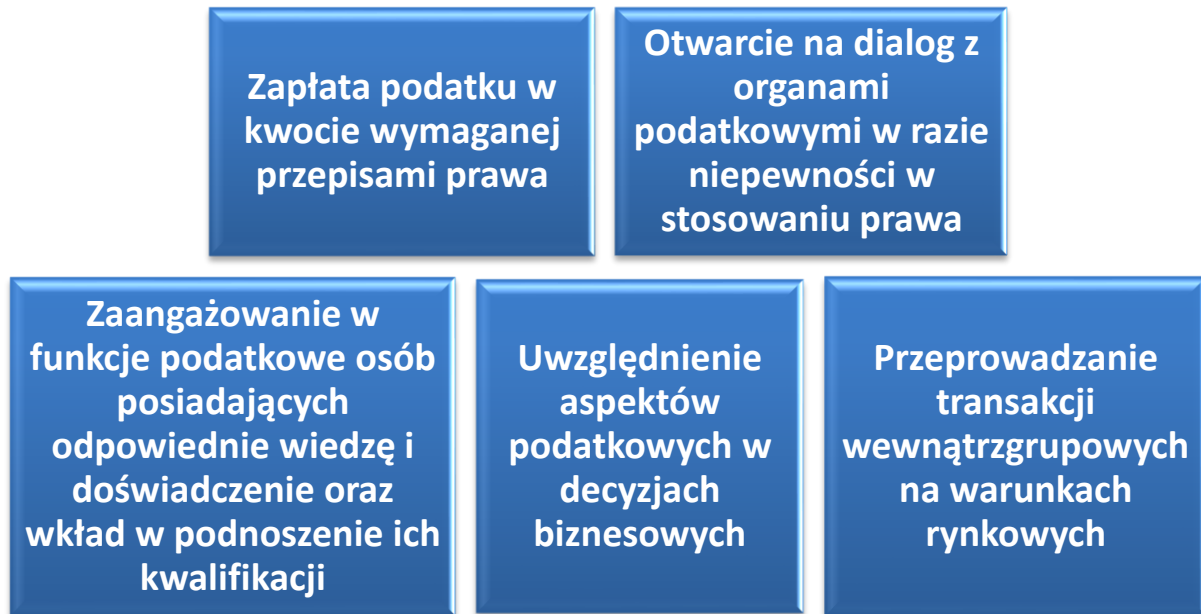 Zapłata podatku w
kwocie wymaganej
przepisami prawa
Otwarcie na dialog z
organami
podatkowymi w razie
niepewności w
stosowaniu prawa
Zaangażowanie w
funkcje podatkowe osób
posiadających
odpowiednie wiedzę i
doświadczenie oraz
wkład w podnoszenie ich
kwalifikacji
Uwzględnienie
aspektów
podatkowych w
decyzjach
biznesowych
Przeprowadzanie
transakcji
wewnątrzgrupowych
na warunkach
rynkowych